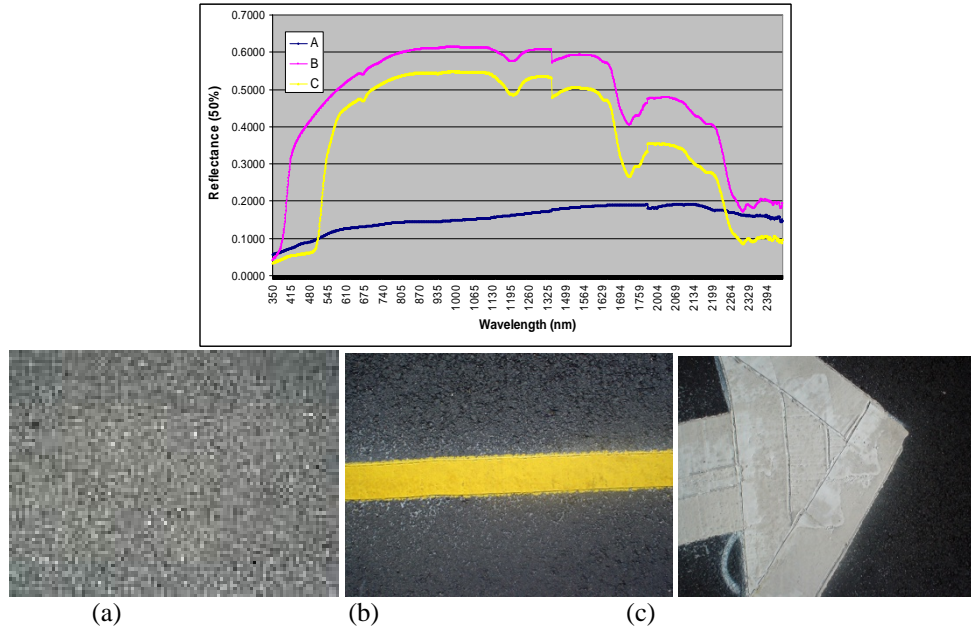 0.7000
0.6000
0.5000
0.4000
0.3000
0.2000
0.1000
0.0000
Reflectance (50%)
A
B
C
350 415 480 545 610 675 740 805 870 935 1000 1065 1130 1195 1260 1325 1499 1564 1629 1694 1759 2004 2069 2134 2199 2264 2329 2394
Wavelength (nm)
(a) (b) (c)